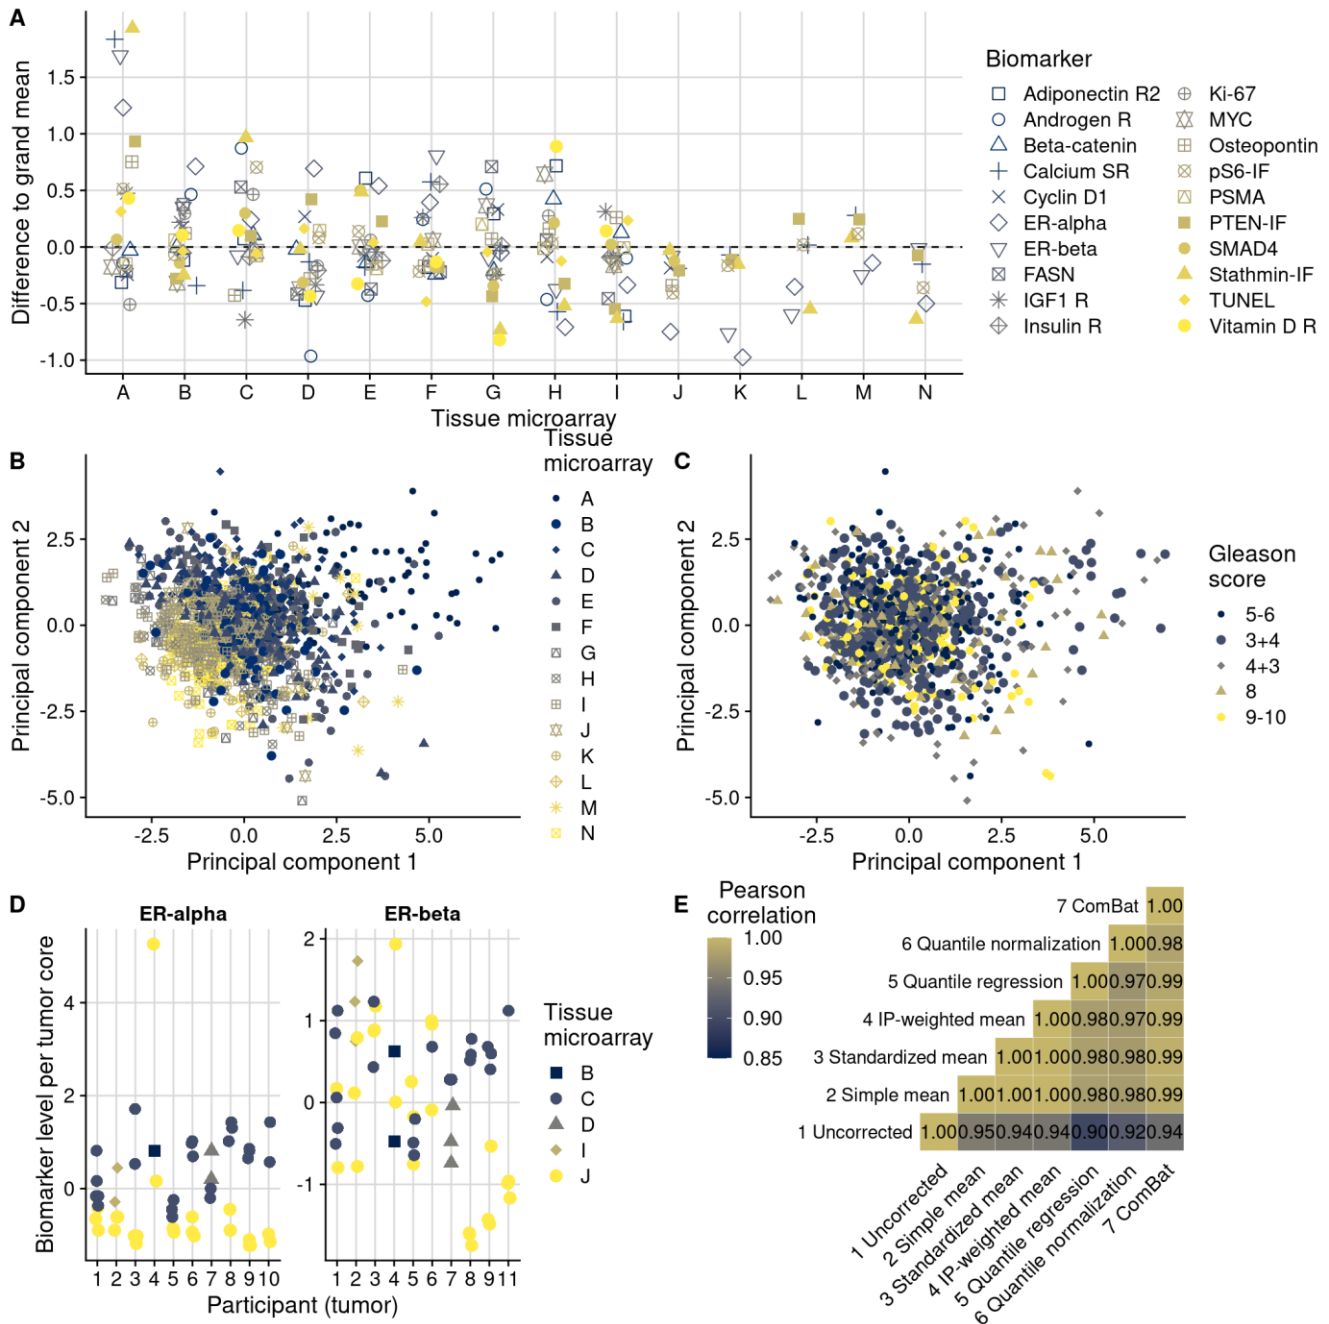 A
Difference to grand mean
1.5
1.0
0.5
0.0
-0.5
-1.0
A B C D E F G H I J K L M N
Tissue microarray
Biomarker
Adiponectin R2
Androgen R
Beta-catenin
Calcium SR
Cyclin D1
ER-alpha
ER-beta
FASN
IGF1 R
Insulin R
Ki-67
MYC
Osteopontin
pS6-IF
PSMA
PTEN-IF
SMAD4
Stathmin-IF
TUNEL
Vitamin D R
B
Principal component 2
2.5
0.0
-2.5
-5.0
-2.5 0.0 2.5 5.0
Principal component 1
Tissue
microarray
A
B
C
D
E
F
G
H
I
J
K
L
M
N
C
Principal component 2
2.5
0.0
-2.5
-5.0
-2.5 0.0 2.5 5.0
Principal component 1
Gleason
score
5-6
3+4
4+3
8
9-10
D
Biomarker level per tumor core
ER-alpha
4
2
0
1 2 3 4 5 6 7 8 9 10
ER-beta
2
1
0
-1
1 2 3 4 5 6 7 8 9 11
Participant (tumor)
Tissue
microarray
B
C
D
I
J
E
Pearson
correlation
1.00
0.95
0.90
0.85
7 ComBat 1.00
6 Quantile normalization 1.00 0.98
5 Quantile regression 1.00 0.97 0.99
4 IP-weighted mean 1.00 0.98 0.97 0.99
3 Standardized mean 1.00 1.00 0.98 0.98 0.99
2 Simple mean 1.00 1.00 1.00 0.98 0.98 0.99
1 Uncorrected 1.00 0.95 0.94 0.94 0.90 0.92 0.94
1 Uncorrected
2 Simple mean
3 Standardized mean
4 IP-weighted mean
5 Quantile regression
6 Quantile normalization
7 ComBat